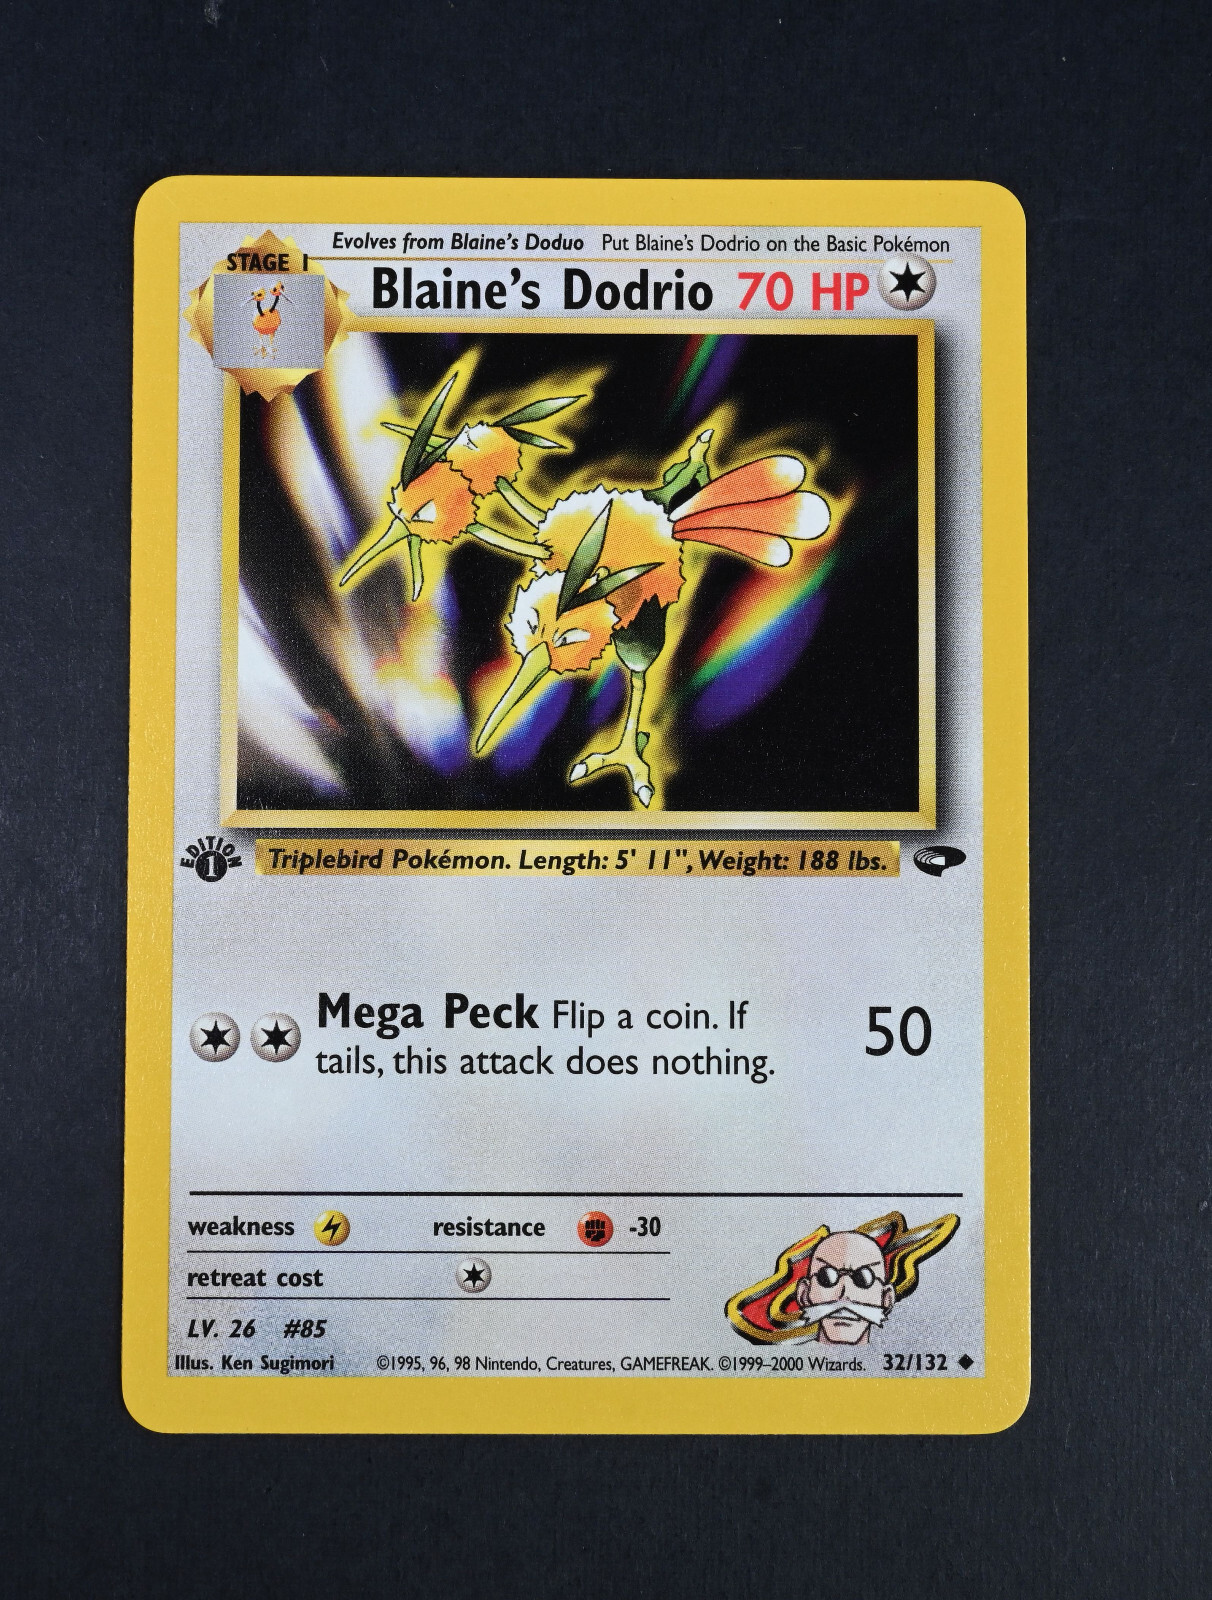 Evolves from Blaine's Doduo Put Blaine's Dodrio on the Basic Pokémon
STAGE 1
Blaine's Dodrio 70 HP
EDITION 1
Triplebird Pokémon. Length: 5' 11", Weight: 188 lbs.
Mega Peck Flip a coin. If
tails, this attack does nothing.
50
weakness resistance -30
retreat cost
LV. 26 #85
Illus. Ken Sugimori ©1995, 96, 98 Nintendo, Creatures, GAMEFREAK. ©1999–2000 Wizards. 32/132